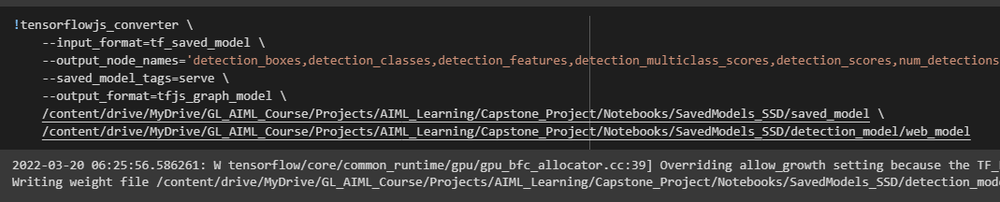 !tensorflowjs_converter \
--input_format=tf_saved_model \
--output_node_names='detection_boxes,detection_classes,detection_features,detection_multiclass_scores,detection_scores,num_detections
--saved_model_tags=serve \
--output_format=tfjs_graph_model \
/content/drive/MyDrive/GL_AIML_Course/Projects/AIML_Learning/Capstone_Project/Notebooks/SavedModels_SSD/saved_model \
/content/drive/MyDrive/GL_AIML_Course/Projects/AIML_Learning/Capstone_Project/Notebooks/SavedModels_SSD/detection_model/web_model
2022-03-20 06:25:56.586261: W tensorflow/core/common_runtime/gpu/gpu_bfc_allocator.cc:39] Overriding allow_growth setting because the
Writing weight file /content/drive/MyDrive/GL_AIML_Course/Projects/AIML_Learning/Capstone_Project/Notebooks/SavedModels_SSD/detection_mod